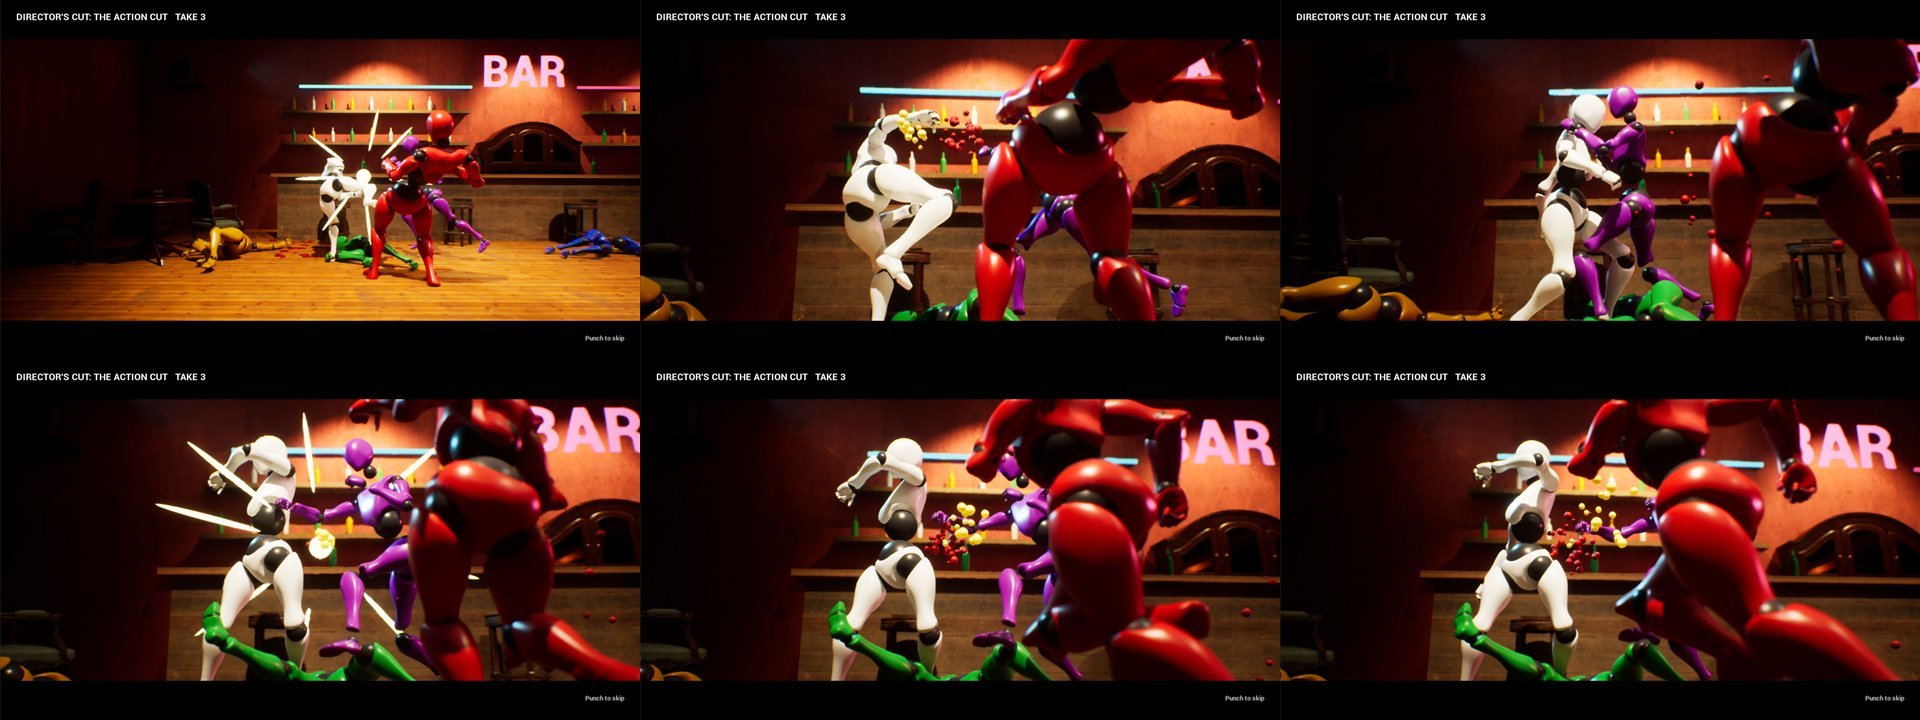 DIRECTOR'S CUT: THE ACTION CUT TAKE 3
BAR
Punch to skip
DIRECTOR'S CUT: THE ACTION CUT TAKE 3
Punch to skip
DIRECTOR'S CUT: THE ACTION CUT TAKE 3
Punch to skip
DIRECTOR'S CUT: THE ACTION CUT TAKE 3
BAR
Punch to skip
DIRECTOR'S CUT: THE ACTION CUT TAKE 3
BAR
Punch to skip
DIRECTOR'S CUT: THE ACTION CUT TAKE 3
BAR
Punch to skip